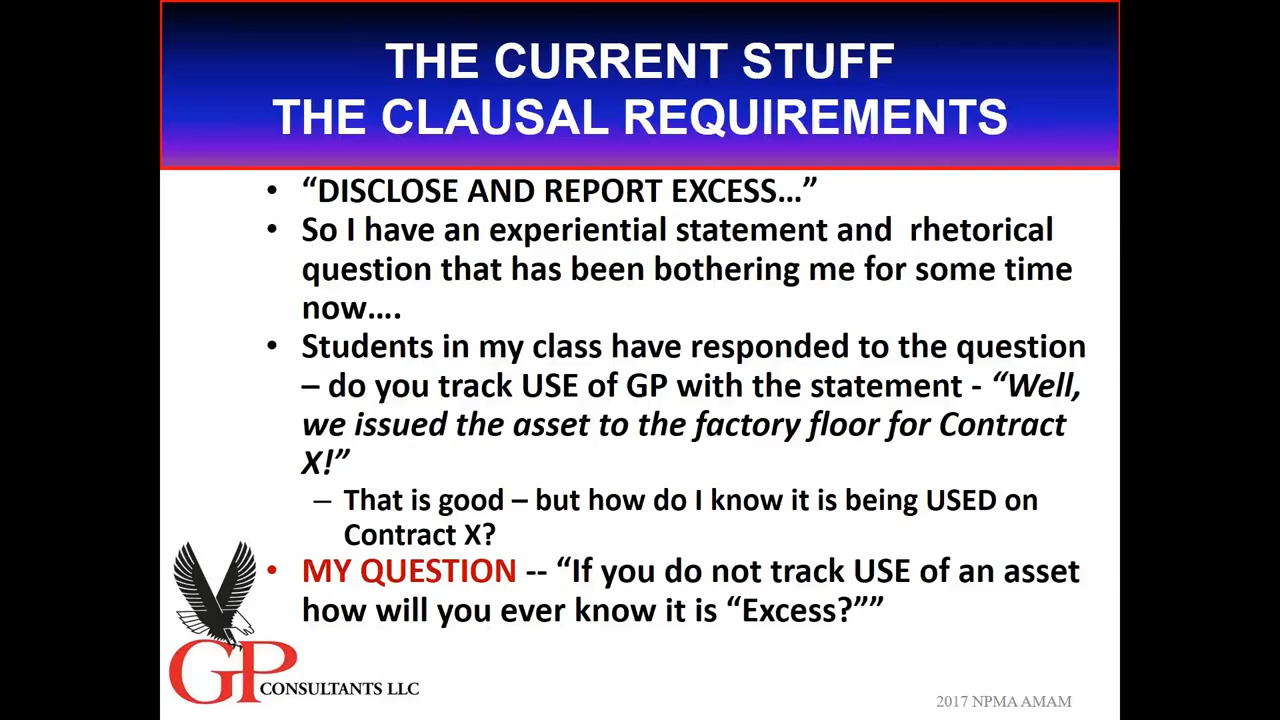 THE CURRENT STUFF
THE CLAUSAL REQUIREMENTS
• “DISCLOSE AND REPORT EXCESS…”
• So I have an experiential statement and  rhetorical
question that has been bothering me for some time
now….
• Students in my class have responded to the question
– do you track USE of GP with the statement - “Well,
we issued the asset to the factory floor for Contract
X!”
– That is good – but how do I know it is being USED on
Contract X?
• MY QUESTION -- “If you do not track USE of an asset
how will you ever know it is “Excess?””
GP CONSULTANTS LLC
2017 NPMA AMAM